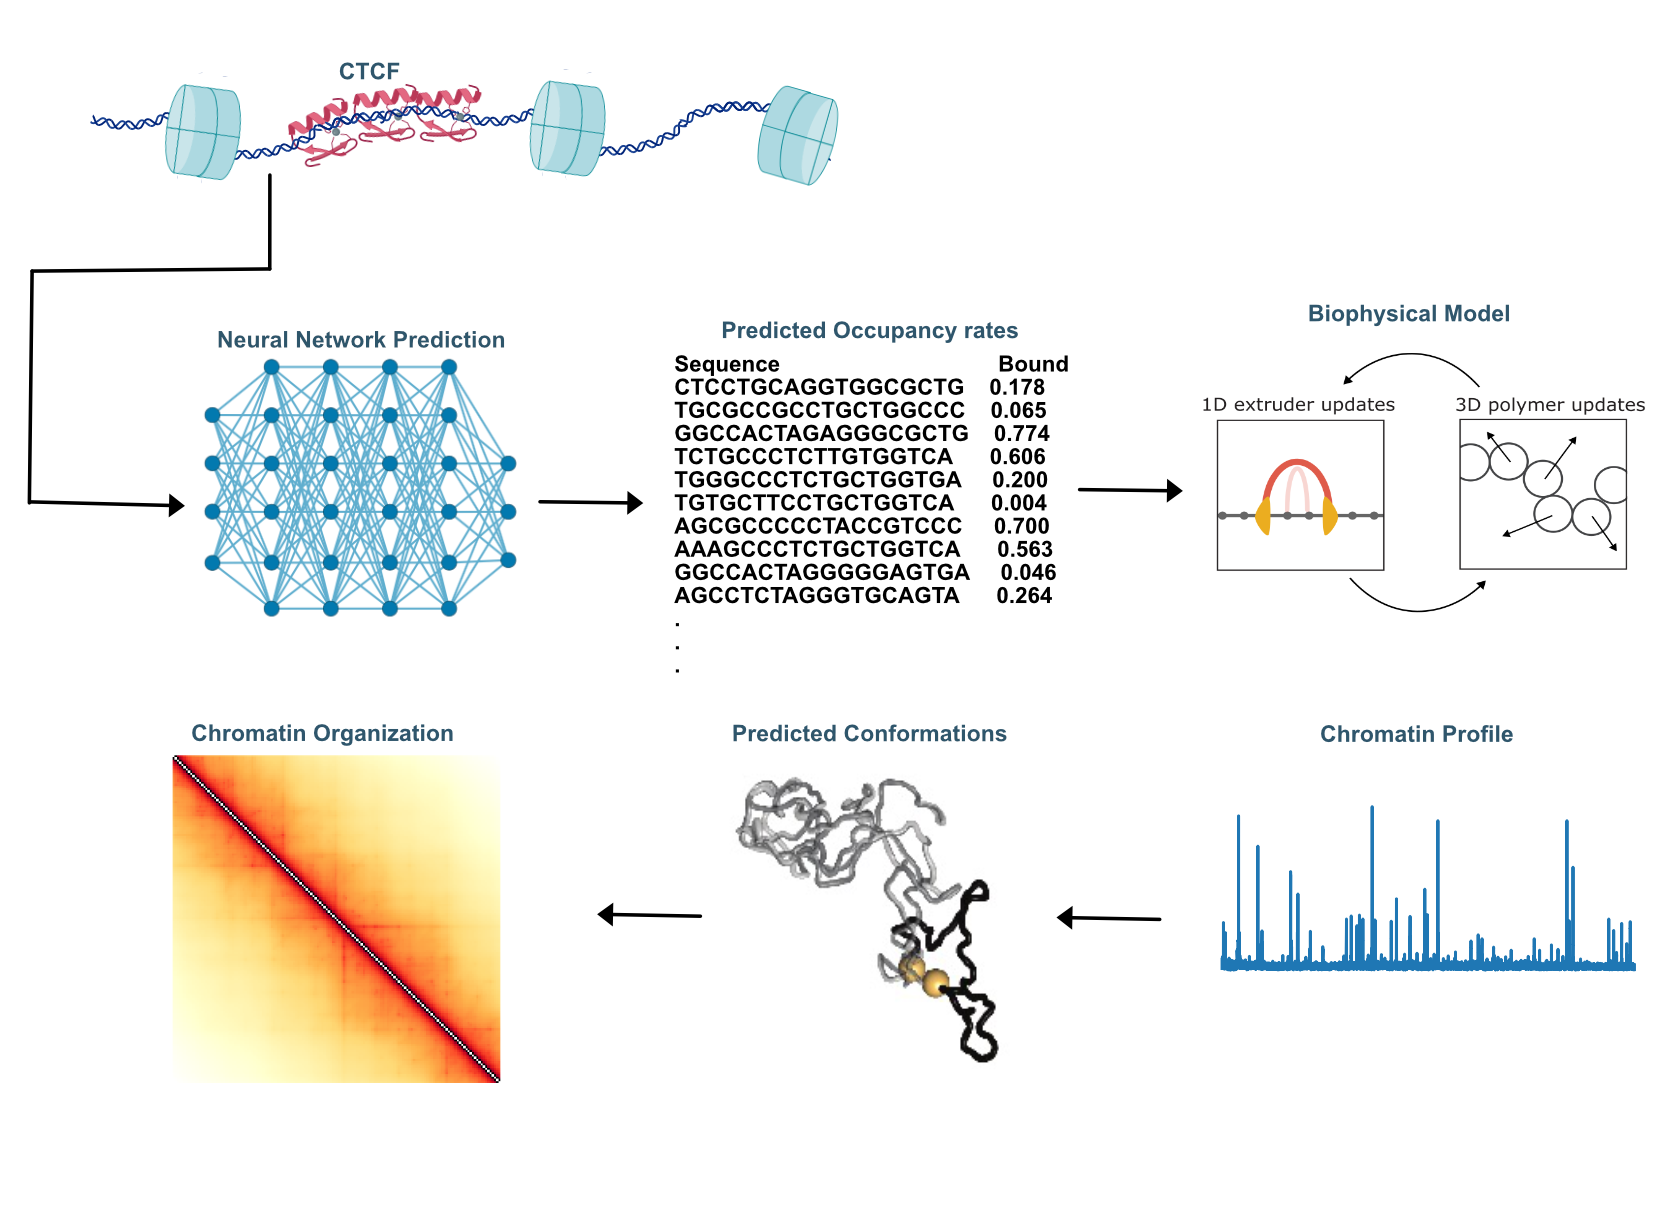 CTCF
Neural Network Prediction
Predicted Occupancy rates
Sequence Bound
CTCCTGCAGGTGGCGCTG 0.178
TGCGCCGCCTGCTGGCCC 0.065
GGCCACTAGAGGGCGCTG 0.774
TCTGCCCTCTTGTGGTCA 0.606
TGGGCCCTCTGCTGGTGA 0.200
TGTGCTTCCTGCTGGTCA 0.004
AGCGCCCCCTACCGTCCC 0.700
AAAGCCCTCTGCTGGTCA 0.563
GGCCACTAGGGGGAGTGA 0.046
AGCCTCTAGGGTGCAGTA 0.264
.
.
.
Biophysical Model
1D extruder updates
3D polymer updates
Chromatin Organization
Predicted Conformations
Chromatin Profile